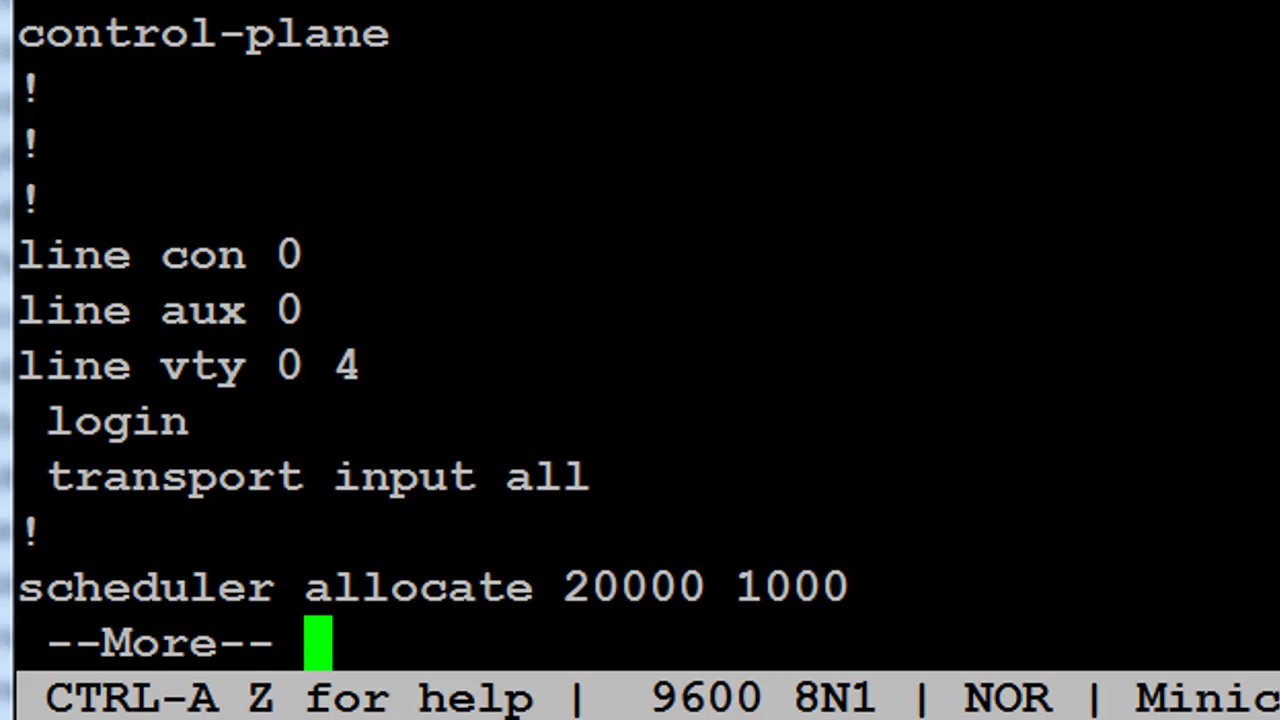 control-plane
!
!
!
line con 0
line aux 0
line vty 0 4
login
transport input all
!
scheduler allocate 20000 1000
--More--
CTRL-A Z for help | 9600 8N1 | NOR | Minic